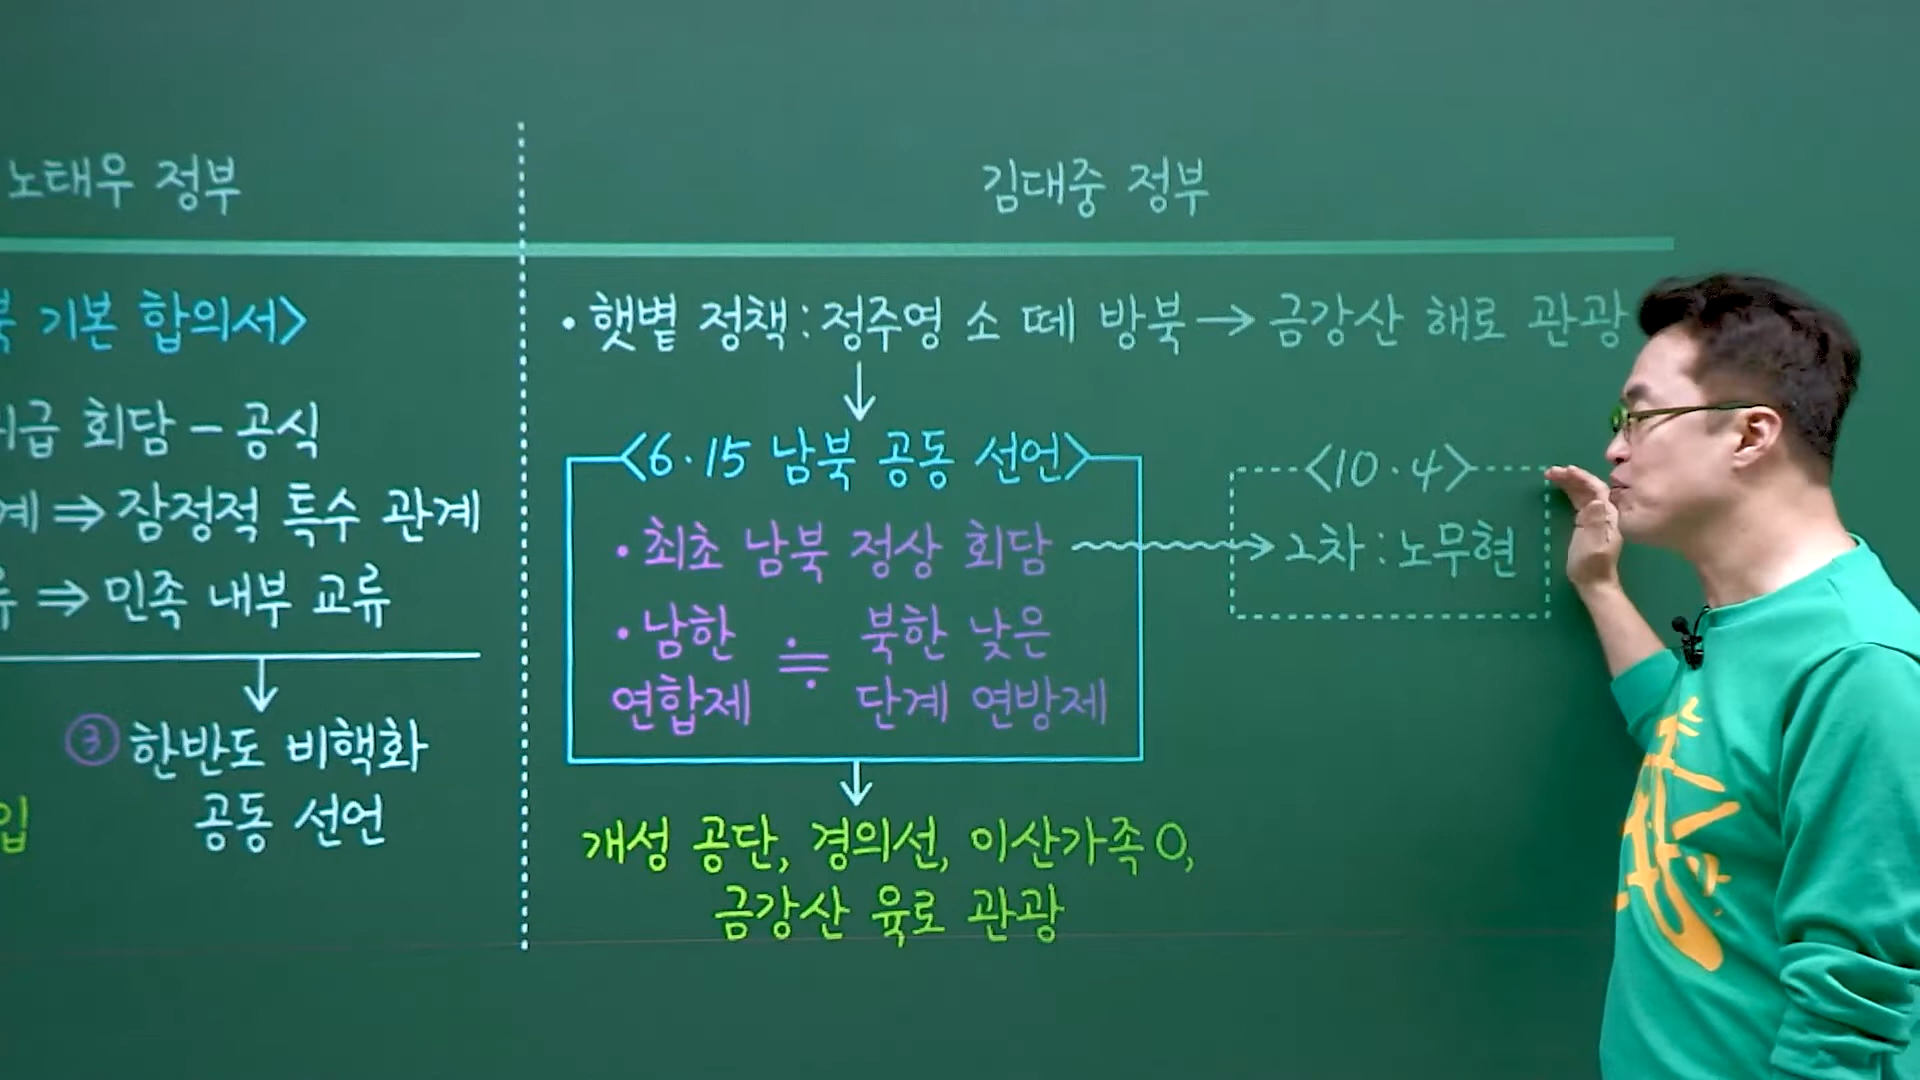 노태우 정부
기본 합의서>
회담 - 공식
⇒ 잠정적 특수 관계
⇒ 민족 내부 교류
③ 한반도 비핵화
공동 선언
김대중 정부
• 햇볕 정책 : 정주영 소 떼 방북 → 금강산 해로 관광
<6·15 남북 공동 선언>
• 최초 남북 정상 회담
• 남한 연합제 ≒ 북한 낮은 단계 연방제
<10·4>
2차 : 노무현
개성 공단, 경의선, 이산가족 O,
금강산 육로 관광